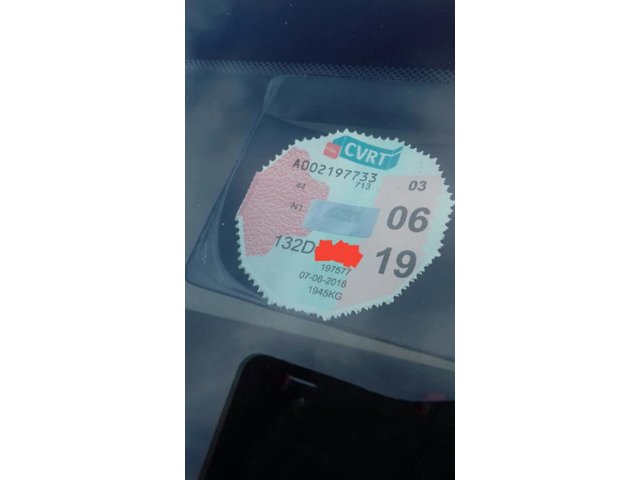 CVRT
A002197733
44 713 03
N1 06
132D
19
197577
07-06-2018
1945KG